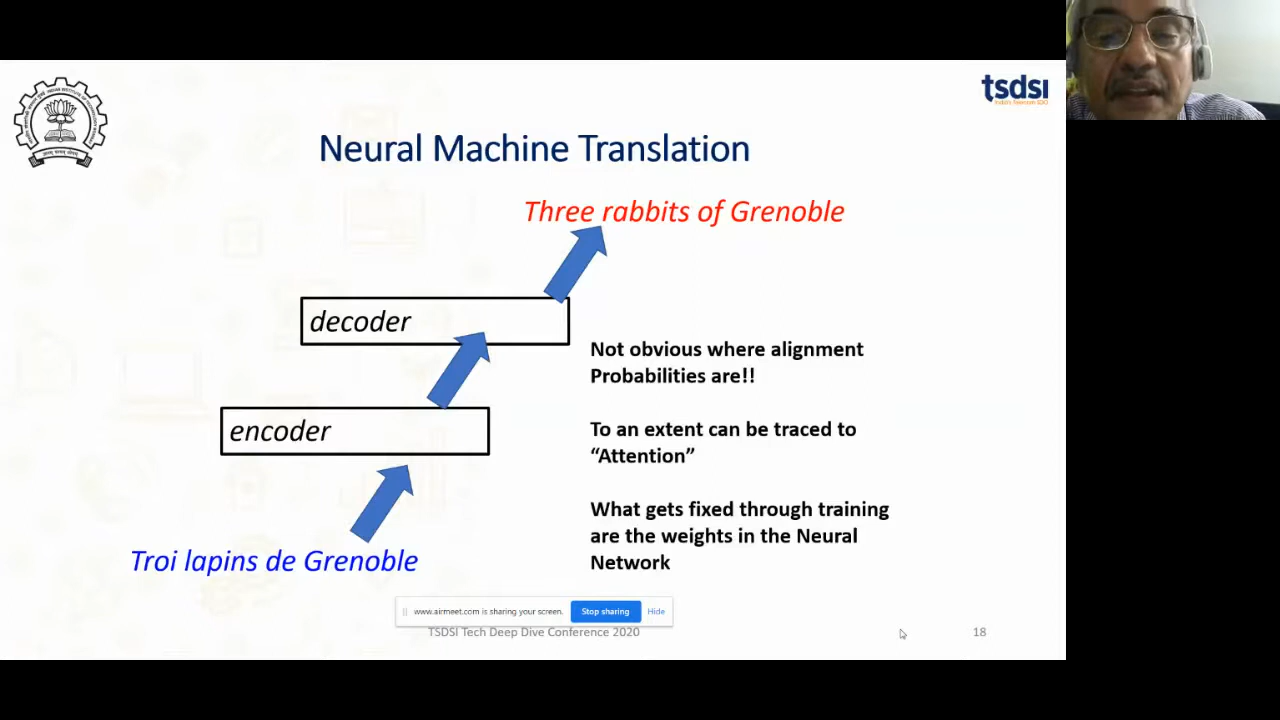 tsdsi
India's Telecom SDO
Neural Machine Translation
Three rabbits of Grenoble
decoder
Not obvious where alignment
Probabilities are!!
encoder
To an extent can be traced to
“Attention”
What gets fixed through training
are the weights in the Neural
Network
Troi lapins de Grenoble
www.airmeet.com is sharing your screen. Stop sharing Hide
TSDSI Tech Deep Dive Conference 2020
18